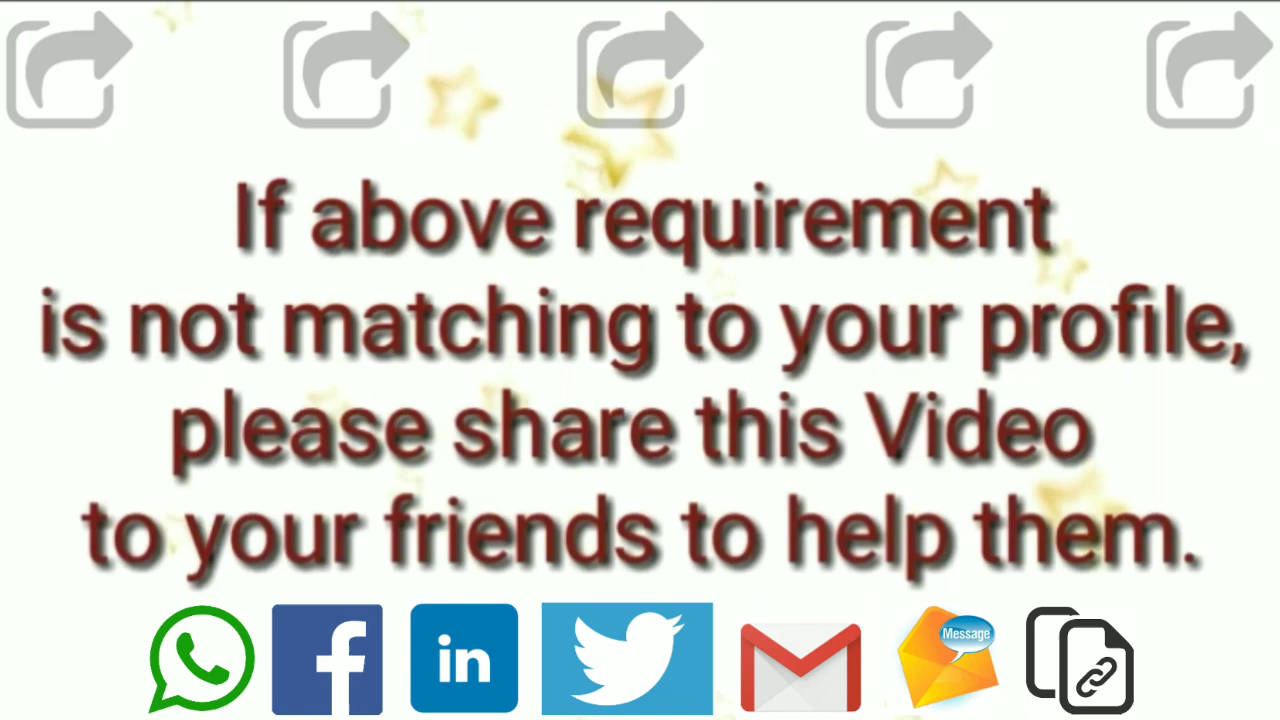 If above requirement
is not matching to your profile,
please share this Video
to your friends to help them.
f in Message